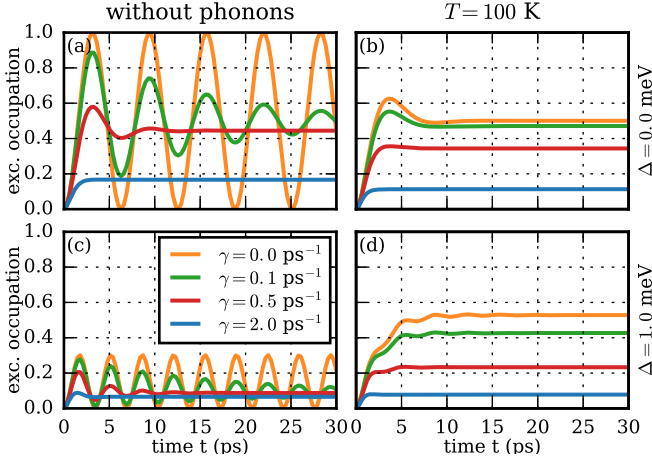 without phonons
T = 100 K
exc. occupation
1.0
0.8
0.6
0.4
0.2
0.0
(a)
(b)
Δ = 0.0 meV
exc. occupation
1.0
0.8
0.6
0.4
0.2
0.0
(c)
γ = 0.0 ps⁻¹
γ = 0.1 ps⁻¹
γ = 0.5 ps⁻¹
γ = 2.0 ps⁻¹
(d)
Δ = 1.0 meV
0 5 10 15 20 25 30
0 5 10 15 20 25 30
time t (ps)
time t (ps)